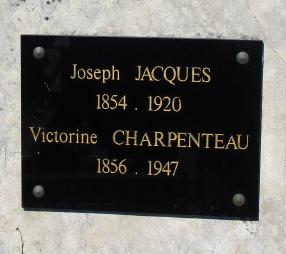 Joseph JACQUES
1854 . 1920
Victorine CHARPENTEAU
1856 . 1947